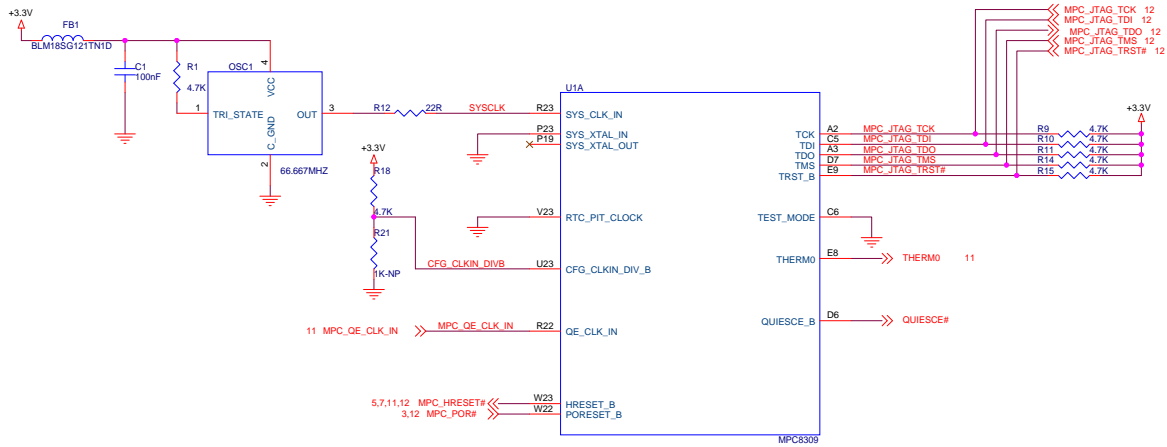 +3.3V
FB1
BLM18SG121TN1D
C1
100nF
R1
4.7K
OSC1
4
VCC
1
TRI_STATE
OUT
3
C_GND
2
66.667MHZ
R12
22R
SYSCLK
R23
SYS_CLK_IN
P23
SYS_XTAL_IN
P19
SYS_XTAL_OUT
+3.3V
R18
4.7K
R21
1K-NP
V23
RTC_PIT_CLOCK
CFG_CLKIN_DIVB
U23
CFG_CLKIN_DIV_B
11 MPC_QE_CLK_IN
MPC_QE_CLK_IN
R22
QE_CLK_IN
5,7,11,12 MPC_HRESET#
W23
HRESET_B
3,12 MPC_POR#
W22
PORESET_B
U1A
MPC8309
TCK
A2
MPC_JTAG_TCK
R9
4.7K
TDI
C5
MPC_JTAG_TDI
R10
4.7K
TDO
A3
MPC_JTAG_TDO
R11
4.7K
TMS
D7
MPC_JTAG_TMS
R14
4.7K
TRST_B
E9
MPC_JTAG_TRST#
R15
4.7K
+3.3V
MPC_JTAG_TCK 12
MPC_JTAG_TDI 12
MPC_JTAG_TDO 12
MPC_JTAG_TMS 12
MPC_JTAG_TRST# 12
TEST_MODE
C6
THERM0
E8
THERM0 11
QUIESCE_B
D6
QUIESCE#